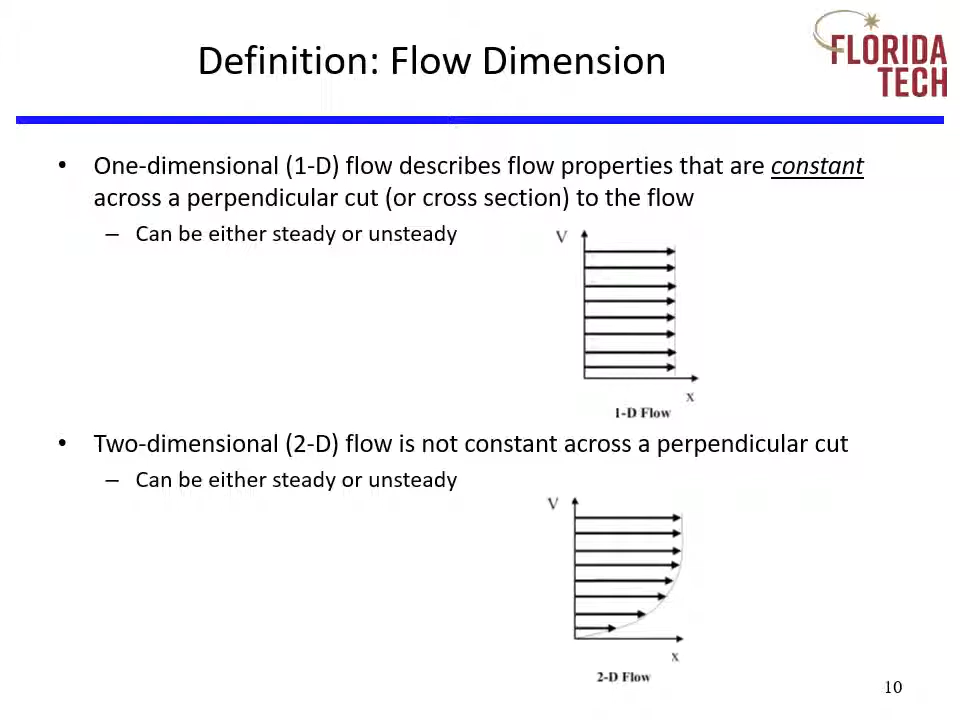 Definition: Flow Dimension
FLORIDA
TECH
• One-dimensional (1-D) flow describes flow properties that are constant
across a perpendicular cut (or cross section) to the flow
– Can be either steady or unsteady
V
x
1-D Flow
• Two-dimensional (2-D) flow is not constant across a perpendicular cut
– Can be either steady or unsteady
V
x
2-D Flow
10